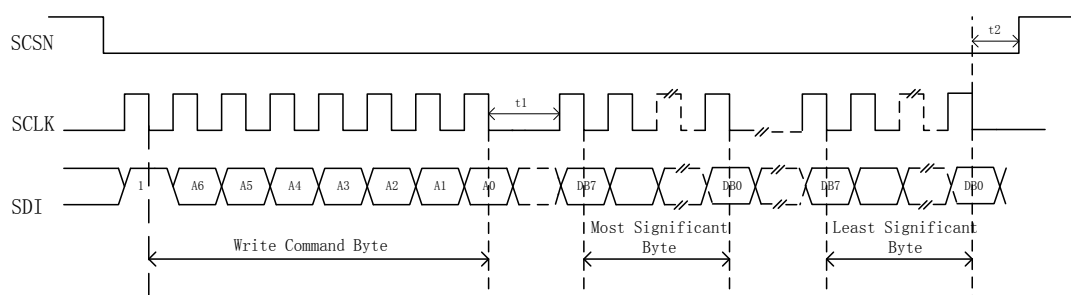 t2
SCSN
t1
SCLK
1 A6 A5 A4 A3 A2 A1 A0 DB7 DB0 DB7 DB0
SDI
Write Command Byte
Most Significant
Byte
Least Significant
Byte